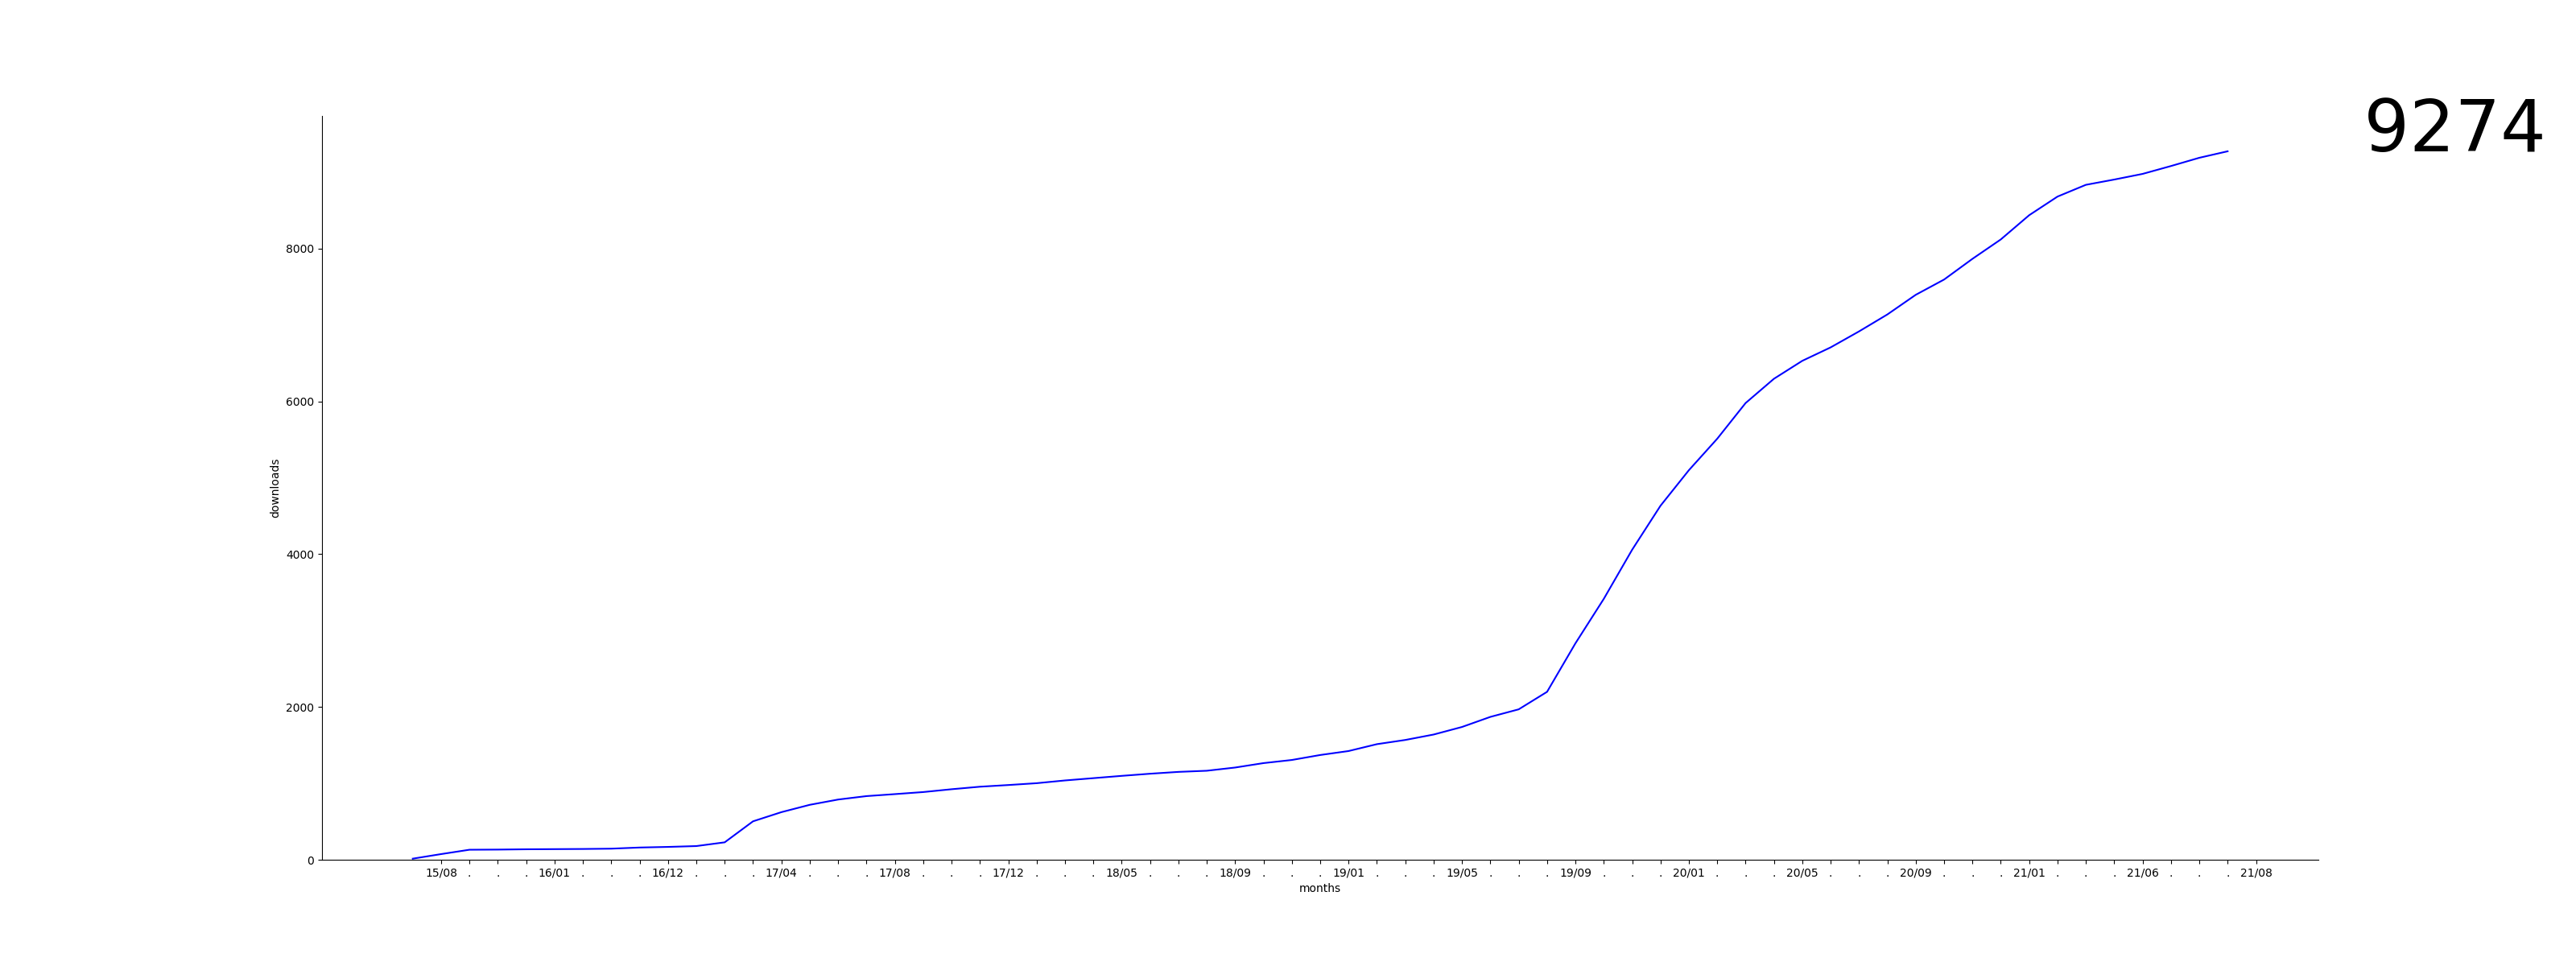 9274
8000
6000
4000
2000
0
downloads
15/08 . . . 16/01 . . . 16/12 . . . 17/04 . . . 17/08 . . . 17/12 . . . 18/05 . . . 18/09 . . . 19/01 . . . 19/05 . . . 19/09 . . . 20/01 . . . 20/05 . . . 20/09 . . . 21/01 . . . 21/06 . . . 21/08
months